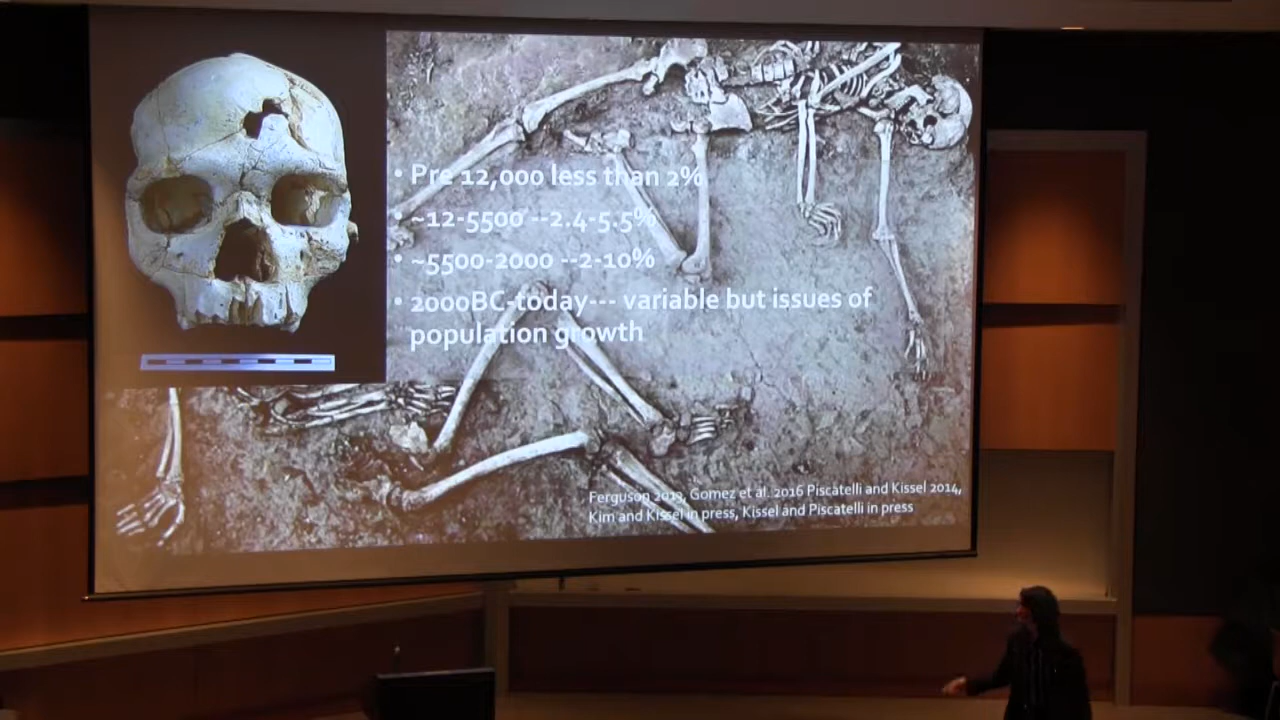 • Pre 12,000 less than 2%
• ~12-5500 --2.4-5.5%
• ~5500-2000 --2-10%
• 2000BC-today--- variable but issues of
population growth
Ferguson 2013, Gomez et al. 2016 Piscatelli and Kissel 2014,
Kim and Kissel in press, Kissel and Piscatelli in press